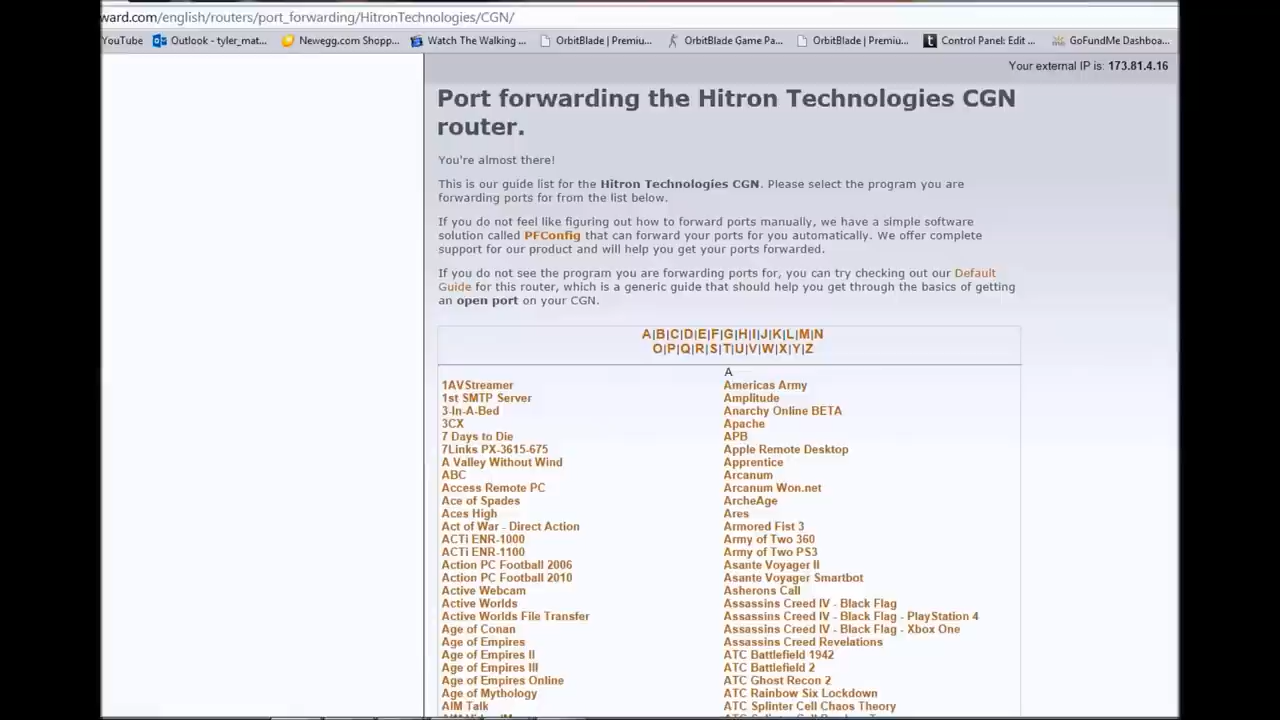 ward.com/english/routers/port_forwarding/HitronTechnologies/CGN/
YouTube Outlook - tyler_mat... Newegg.com Shopp... Watch The Walking ... OrbitBlade | Premiu... OrbitBlade Game Pa... OrbitBlade | Premiu... Control Panel: Edit ... GoFundMe Dashboa...
Your external IP is: 173.81.4.16
Port forwarding the Hitron Technologies CGN
router.
You're almost there!
This is our guide list for the Hitron Technologies CGN. Please select the program you are
forwarding ports for from the list below.
If you do not feel like figuring out how to forward ports manually, we have a simple software
solution called PFConfig that can forward your ports for you automatically. We offer complete
support for our product and will help you get your ports forwarded.
If you do not see the program you are forwarding ports for, you can try checking out our Default
Guide for this router, which is a generic guide that should help you get through the basics of getting
an open port on your CGN.
A|B|C|D|E|F|G|H|I|J|K|L|M|N
O|P|Q|R|S|T|U|V|W|X|Y|Z
A
1AVStreamer
1st SMTP Server
3-In-A-Bed
3CX
7 Days to Die
7Links PX-3615-675
A Valley Without Wind
ABC
Access Remote PC
Ace of Spades
Aces High
Act of War - Direct Action
ACTi ENR-1000
ACTi ENR-1100
Action PC Football 2006
Action PC Football 2010
Active Webcam
Active Worlds
Active Worlds File Transfer
Age of Conan
Age of Empires
Age of Empires II
Age of Empires III
Age of Empires Online
Age of Mythology
AIM Talk
Americas Army
Amplitude
Anarchy Online BETA
Apache
APB
Apple Remote Desktop
Apprentice
Arcanum
Arcanum Won.net
ArcheAge
Ares
Armored Fist 3
Army of Two 360
Army of Two PS3
Asante Voyager II
Asante Voyager Smartbot
Asherons Call
Assassins Creed IV - Black Flag
Assassins Creed IV - Black Flag - PlayStation 4
Assassins Creed IV - Black Flag - Xbox One
Assassins Creed Revelations
ATC Battlefield 1942
ATC Battlefield 2
ATC Ghost Recon 2
ATC Rainbow Six Lockdown
ATC Splinter Cell Chaos Theory